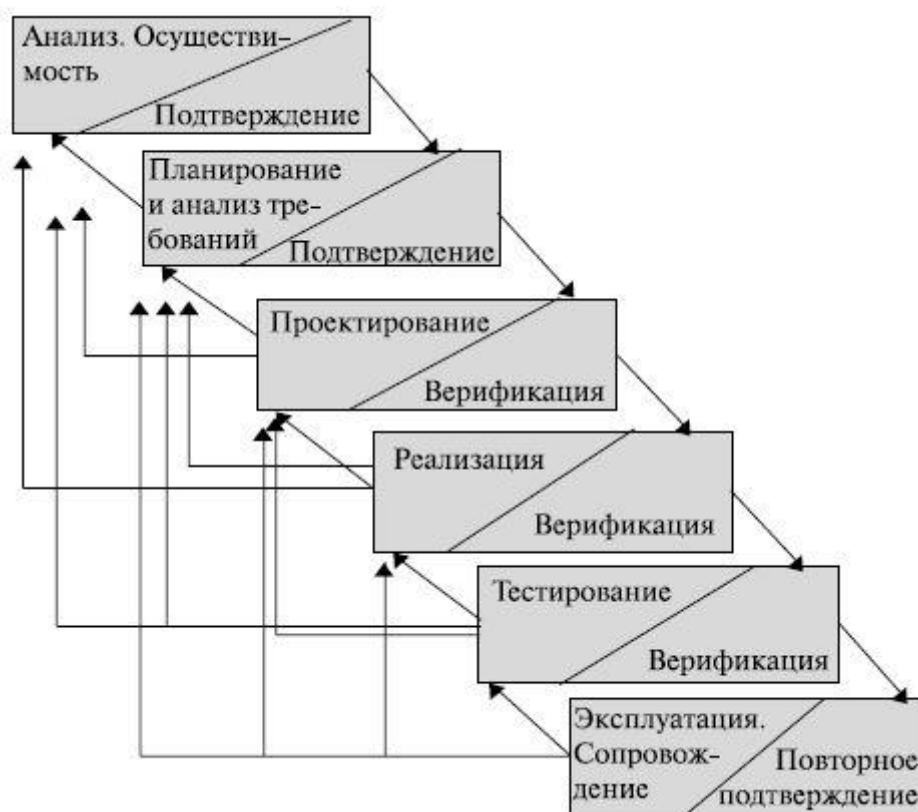 Анализ. Осуществи-
мость
Подтверждение
Планирование
и анализ тре-
бований
Подтверждение
Проектирование
Верификация
Реализация
Верификация
Тестирование
Верификация
Эксплуатация.
Сопровож-
дение
Повторное
подтверждение